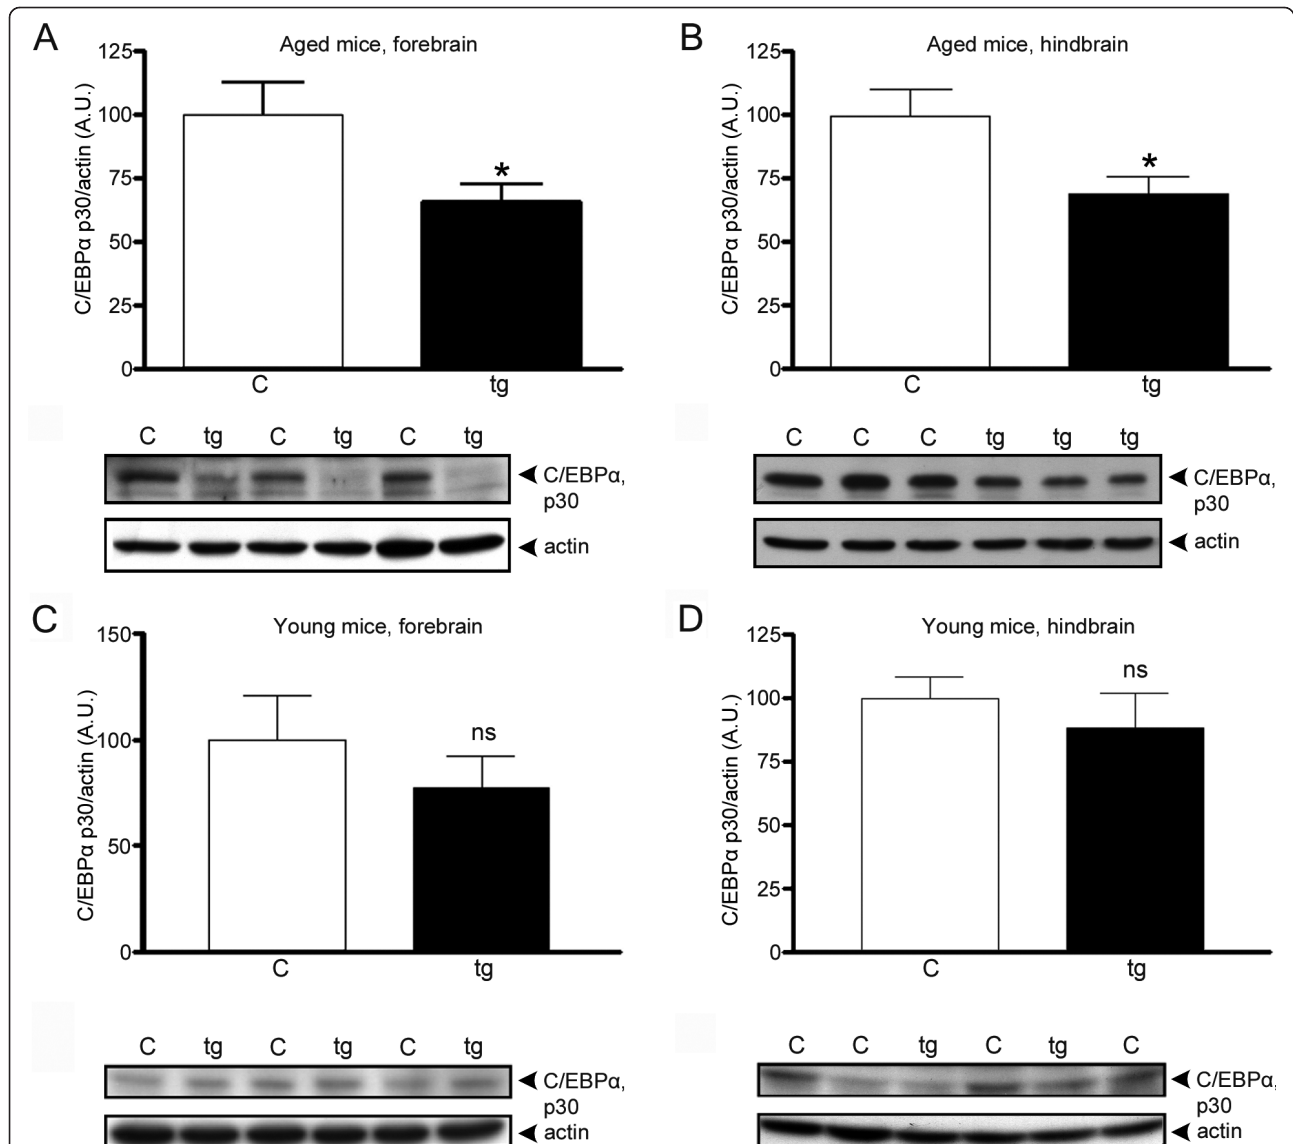 A
Aged mice, forebrain
C/EBPα p30/actin (A.U.)
125
100
75
50
25
0
*
C tg
C tg C tg C tg
C/EBPα,
p30
actin
B
Aged mice, hindbrain
C/EBPα p30/actin (A.U.)
125
100
75
50
25
0
*
C tg
C C C tg tg tg
C/EBPα,
p30
actin
C
Young mice, forebrain
C/EBPα p30/actin (A.U.)
150
100
50
0
ns
C tg
C tg C tg C tg
C/EBPα,
p30
actin
D
Young mice, hindbrain
C/EBPα p30/actin (A.U.)
125
100
75
50
25
0
ns
C tg
C C tg C tg C
C/EBPα,
p30
actin